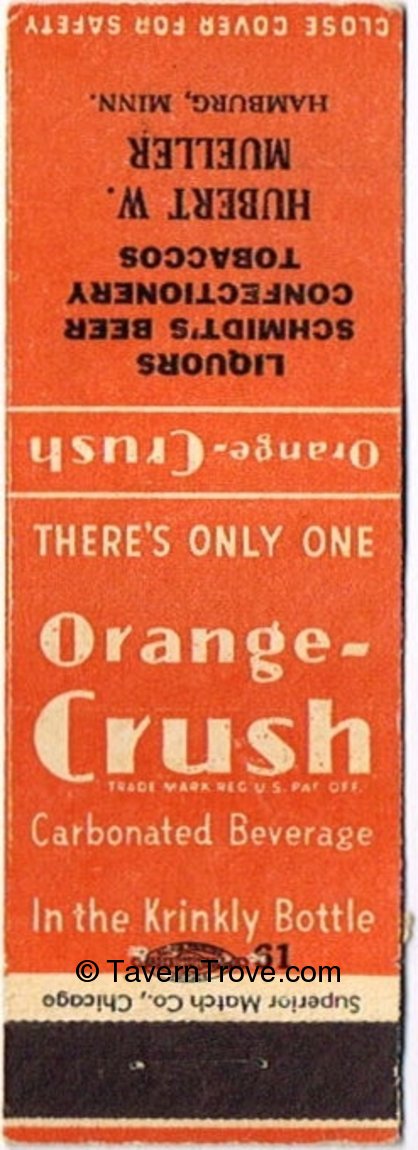 CLOSE COVER FOR SAFETY
LIQUORS
SCHMIDT'S BEER
CONFECTIONERY
TOBACCOS
HUBERT W.
MUELLER
HAMBURG, MINN.
Orange-Crush
THERE'S ONLY ONE
Orange-
Crush
TRADE MARK REG U.S. PAT OFF.
Carbonated Beverage
In the Krinkly Bottle
61
© TavernTrove.com
Superior Match Co., Chicago